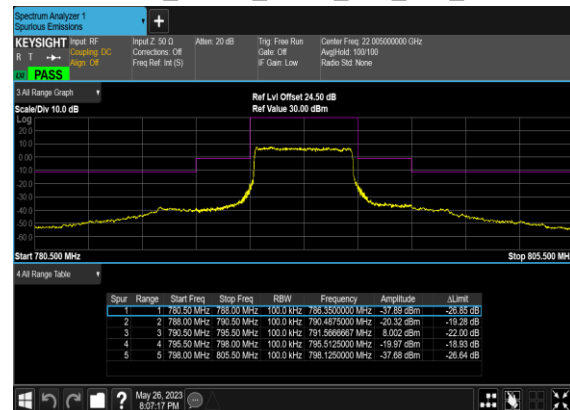 Spectrum Analyzer 1
Spurious Emissions
KEYSIGHT Input: RF Input Z: 50 Ω Atten: 20 dB Trig: Free Run Center Freq: 22.005000000 GHz
R T Coupling: DC Corrections: Off Gate: Off Avg|Hold: 100/100
Align: Off Freq Ref: Int (S) IF Gain: Low Radio Std: None
PASS
3.All Range Graph
Ref Lvl Offset 24.50 dB
Scale/Div 10.0 dB Ref Value 30.00 dBm
Log
20.0
10.0
0.00
-10.0
-20.0
-30.0
-40.0
-50.0
-60.0
Start 780.500 MHz Stop 805.500 MH
4.All Range Table
Spur Range Start Freq Stop Freq RBW Frequency Amplitude ΔLimit
1 1 780.50 MHz 788.00 MHz 100.0 kHz 786.3500000 MHz -37.89 dBm -26.85 dB
2 2 788.00 MHz 790.50 MHz 100.0 kHz 790.4875000 MHz -20.32 dBm -19.28 dB
3 3 790.50 MHz 795.50 MHz 100.0 kHz 791.5666667 MHz 8.002 dBm -22.00 dB
4 4 795.50 MHz 798.00 MHz 100.0 kHz 795.5125000 MHz -19.97 dBm -18.93 dB
5 5 798.00 MHz 805.50 MHz 100.0 kHz 798.1250000 MHz -37.68 dBm -26.64 dB
May 26, 2023
8:07:17 PM